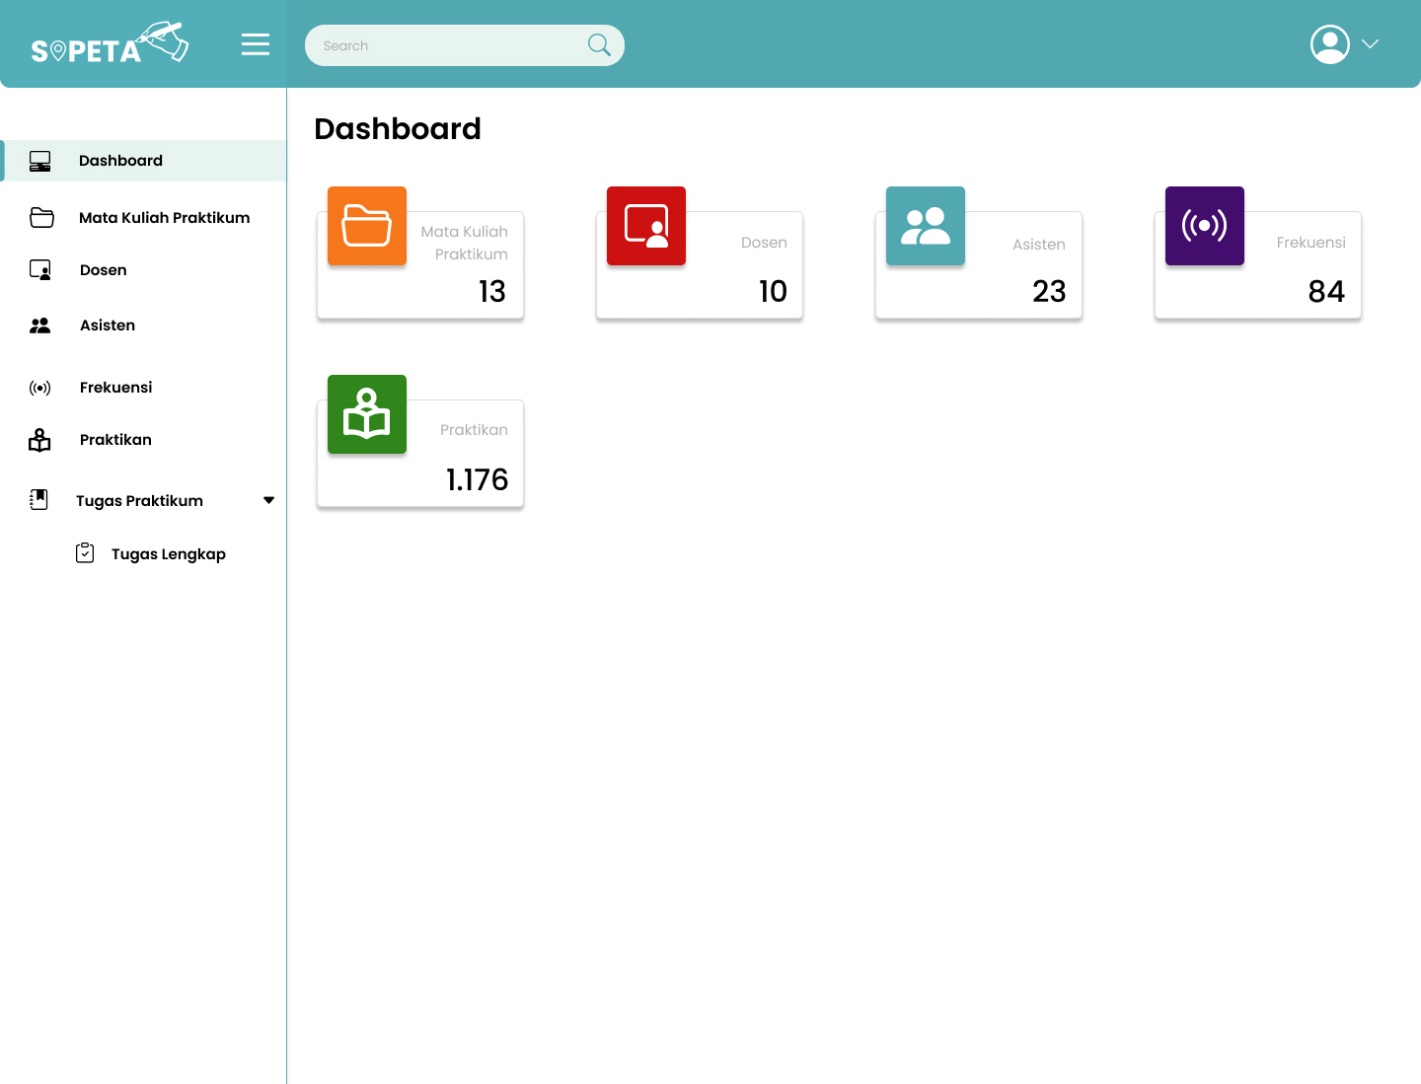 SOPETA
Search
Dashboard
Mata Kuliah Praktikum
Dosen
Asisten
Frekuensi
Praktikan
Tugas Praktikum
Tugas Lengkap
Dashboard
Mata Kuliah
Praktikum
13
Dosen
10
Asisten
23
Frekuensi
84
Praktikan
1.176